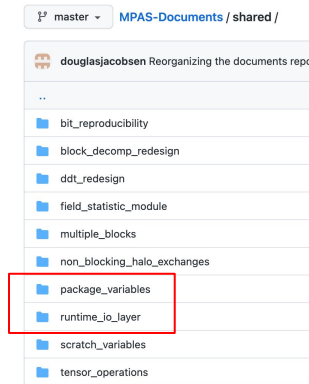 master MPAS-Documents / shared /
douglasjacobsen Reorganizing the documents repo
..
bit_reproducibility
block_decomp_redesign
ddt_redesign
field_statistic_module
multiple_blocks
non_blocking_halo_exchanges
package_variables
runtime_io_layer
scratch_variables
tensor_operations